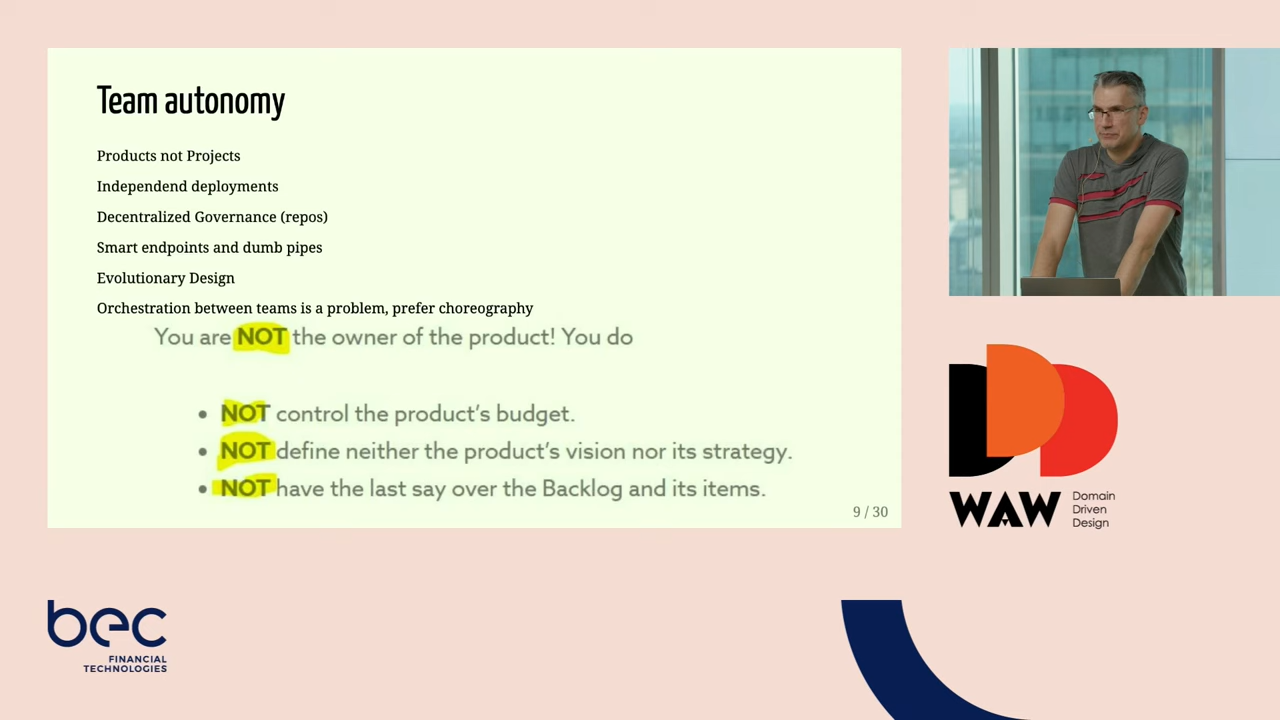 Team autonomy
Products not Projects
Independend deployments
Decentralized Governance (repos)
Smart endpoints and dumb pipes
Evolutionary Design
Orchestration between teams is a problem, prefer choreography
You are NOT the owner of the product! You do
• NOT control the product's budget.
• NOT define neither the product's vision nor its strategy.
• NOT have the last say over the Backlog and its items.
9 / 30
DDD
WAW
Domain
Driven
Design
bec
FINANCIAL
TECHNOLOGIES